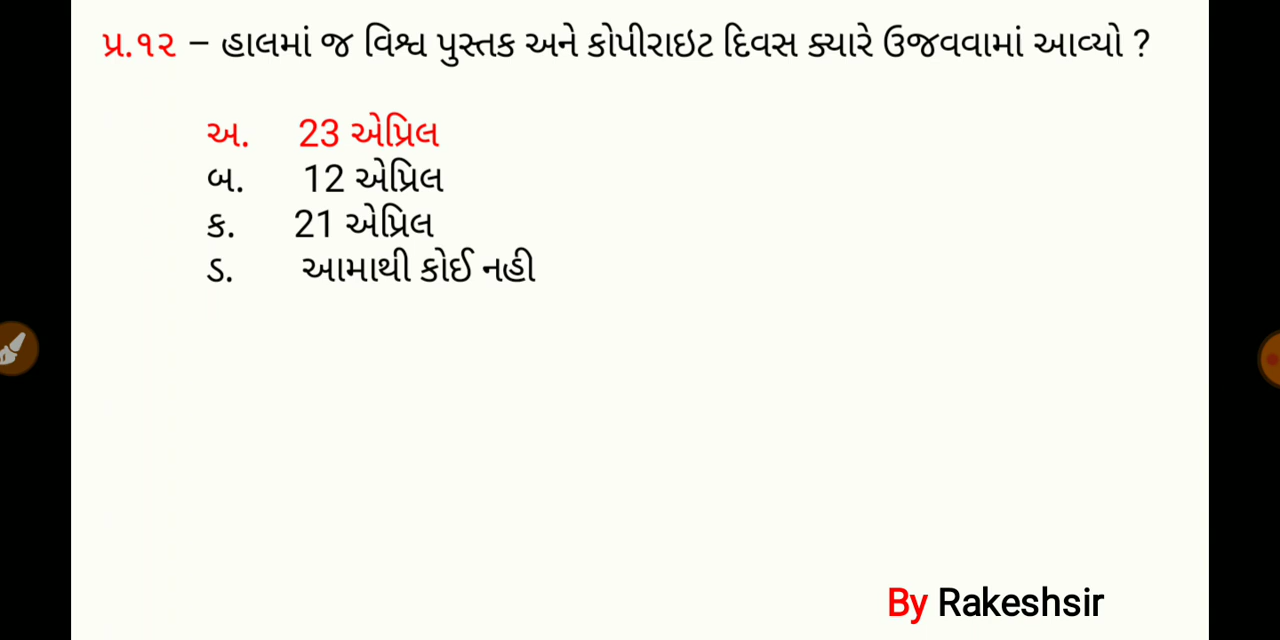 પ્ર.૧૨ – હાલમાં જ વિશ્વ પુસ્તક અને કોપીરાઇટ દિવસ ક્યારે ઉજવવામાં આવ્યો ?
અ. 23 એપ્રિલ
બ. 12 એપ્રિલ
ક. 21 એપ્રિલ
ડ. આમાથી કોઈ નહી
By Rakeshsir